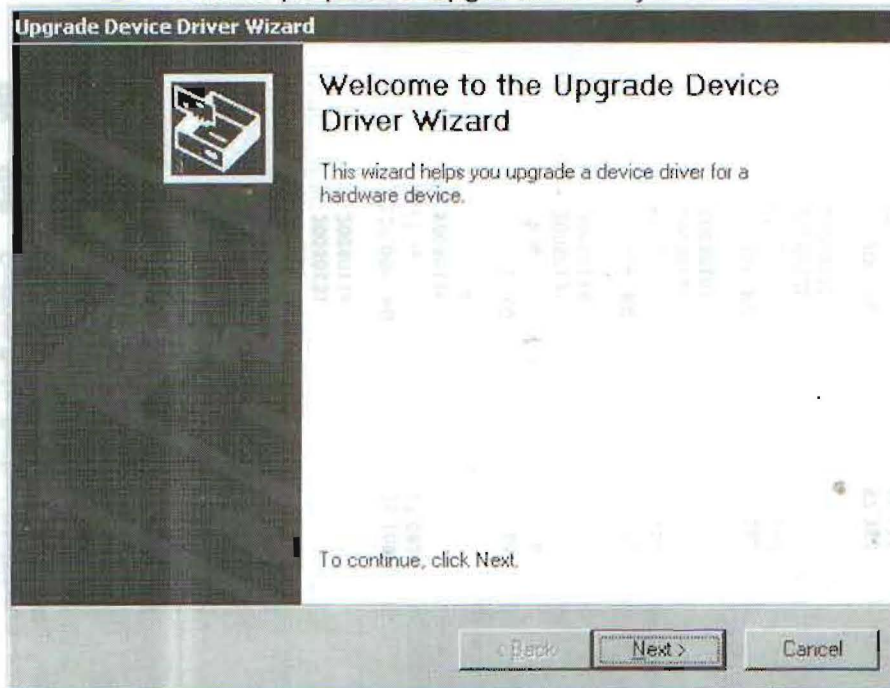 Upgrade Device Driver Wizard
Welcome to the Upgrade Device
Driver Wizard
This wizard helps you upgrade a device driver for a
hardware device.
To continue, click Next.
< Back
Next >
Cancel